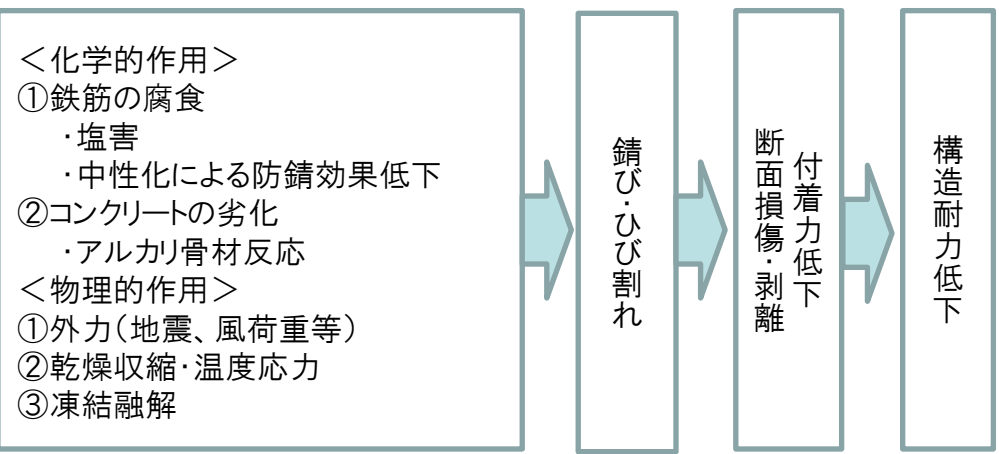 ＜化学的作用＞
①鉄筋の腐食
・塩害
・中性化による防錆効果低下
②コンクリートの劣化
・アルカリ骨材反応
＜物理的作用＞
①外力（地震、風荷重等）
②乾燥収縮・温度応力
③凍結融解
錆び・ひび割れ
付着力低下
断面損傷・剥離
構造耐力低下